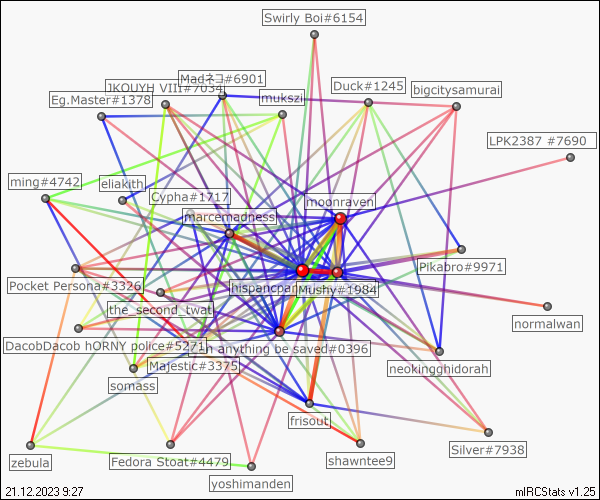 Swirly Boi#6154
Madネコ#6901
JKOUYH VIII#7034
Duck#1245
bigcitysamurai
Eg.Master#1378
mukszi
LPK2387 #7690
ming#4742
eliakith
Cypha#1717
moonraven
marcemadness
Pikabro#9971
Pocket Persona#3326
hispancpar
Mushy#1984
the_second_twat
normalwan
DacobDacob hORNY police#5271
n anything be saved#0396
Majestic#3375
neokingghidorah
somass
frisout
zebula
Fedora Stoat#4479
shawntee9
Silver#7938
yoshimanden
21.12.2023 9:27
mIRCStats v1.25